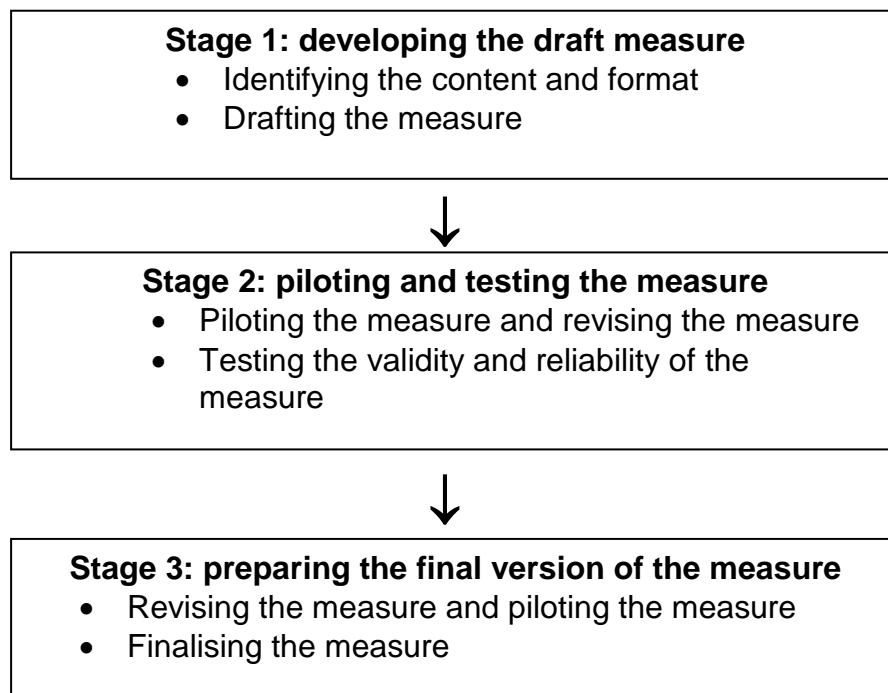 Stage 1: developing the draft measure
• Identifying the content and format
• Drafting the measure
Stage 2: piloting and testing the measure
• Piloting the measure and revising the measure
• Testing the validity and reliability of the
measure
Stage 3: preparing the final version of the measure
• Revising the measure and piloting the measure
• Finalising the measure